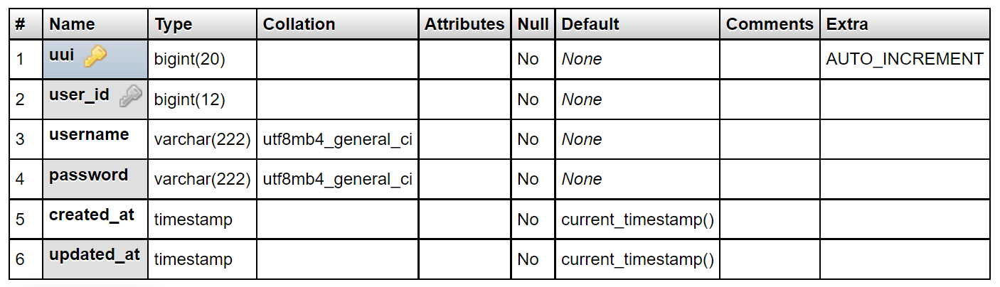 # Name Type Collation Attributes Null Default Comments Extra
1 uui bigint(20) No None AUTO_INCREMENT
2 user_id bigint(12) No None
3 username varchar(222) utf8mb4_general_ci No None
4 password varchar(222) utf8mb4_general_ci No None
5 created_at timestamp No current_timestamp()
6 updated_at timestamp No current_timestamp()